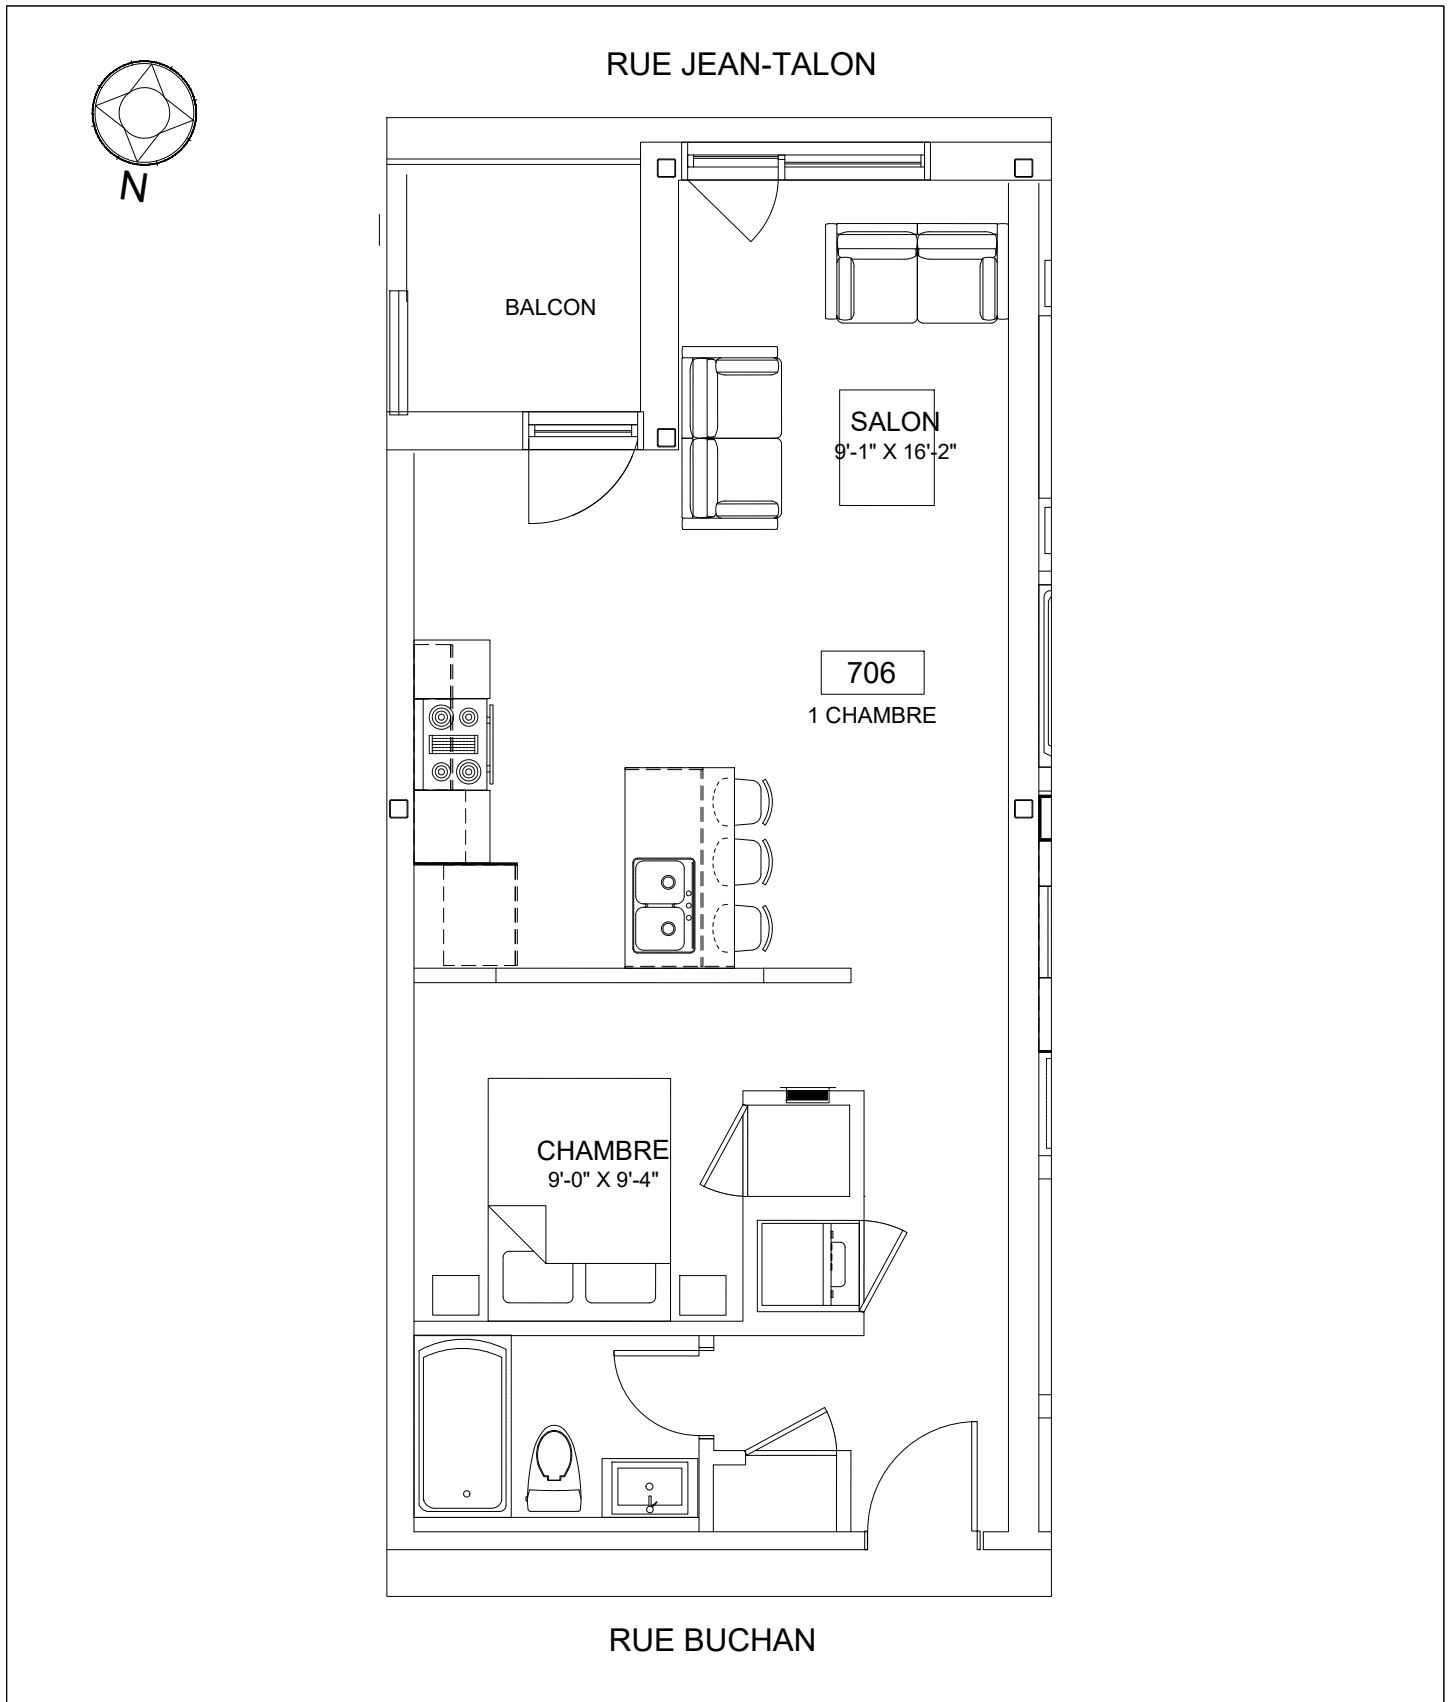 RUE JEAN-TALON
N
BALCON
SALON
9'-1" X 16'-2"
706
1 CHAMBRE
CHAMBRE
9'-0" X 9'-4"
RUE BUCHAN